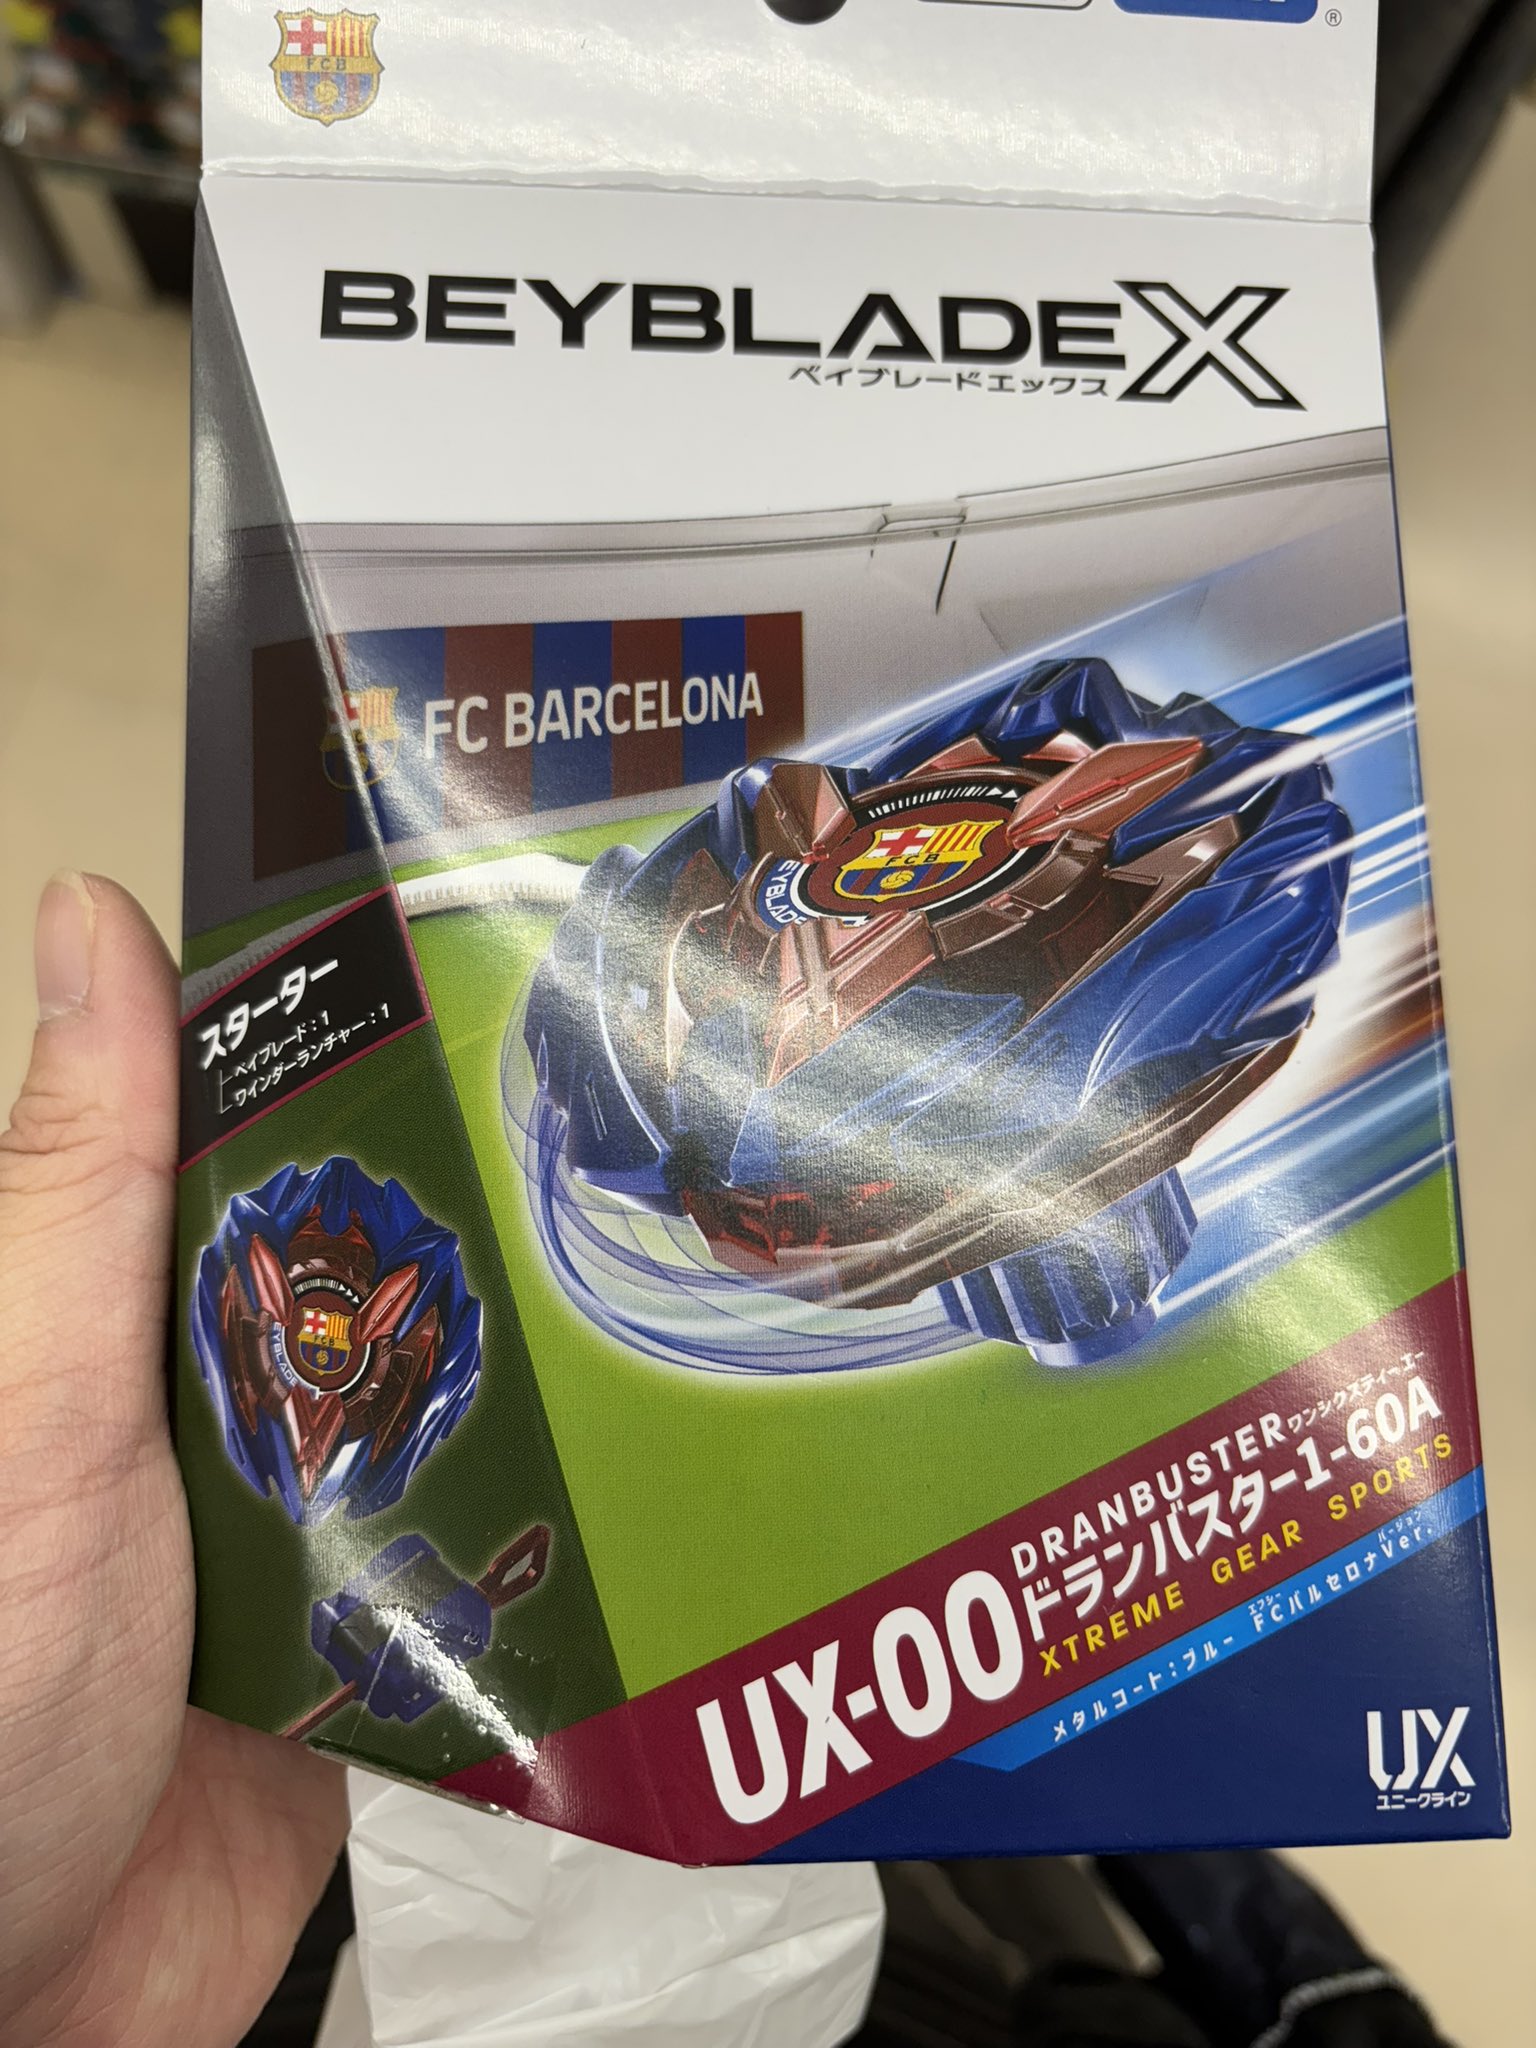 FCB
®
BEYBLADE X
ベイブレードエックス
FC BARCELONA
FCB
BEYBLADE
スターター
ベイブレード：1
ワインダーランチャー：1
FCB
BEYBLADE
UX-00
DRANBUSTER ワンシクスティーエー
ドランバスター1-60A
XTREME GEAR SPORTS
メタルコート：ブルー FCバルセロナVer.
エフシー
バージョン
UX
ユニークライン